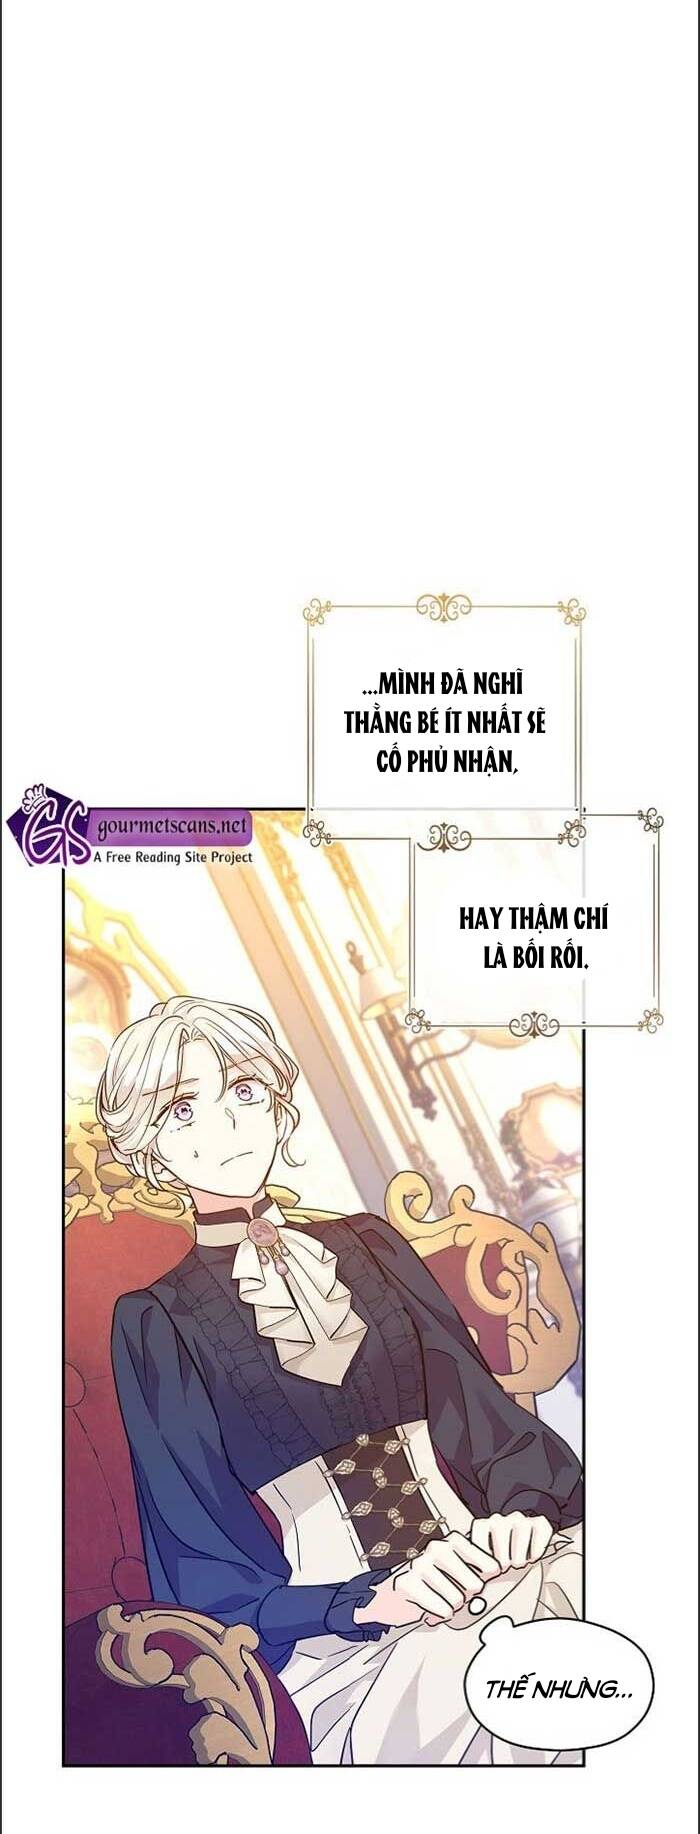 ...MÌNH ĐÃ NGHĨ
THẰNG BÉ ÍT NHẤT SẼ
CỐ PHỦ NHẬN,
GS
gourmetscans.net
A Free Reading Site Project
HAY THẬM CHÍ
LÀ BỐI RỐI.
THẾ NHƯNG...